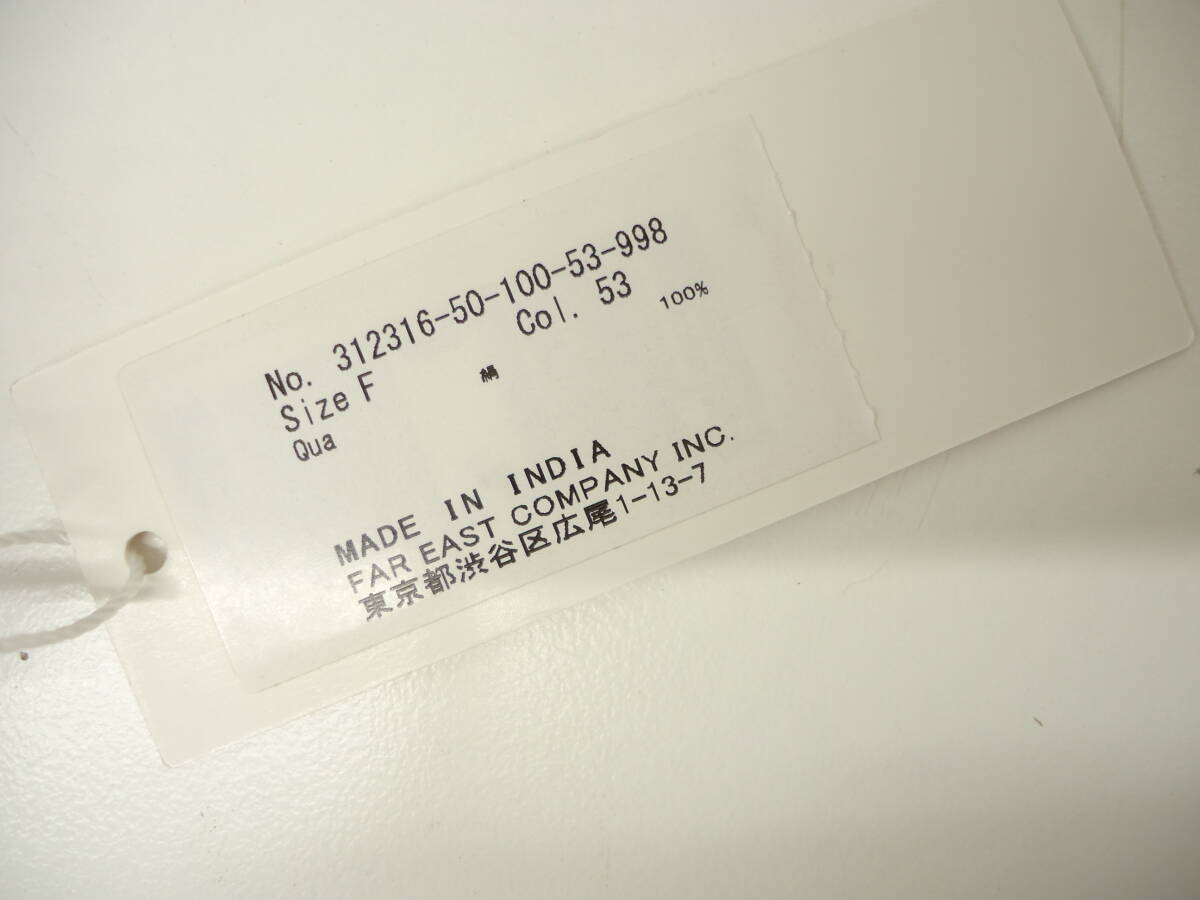 No. 312316-50-100-53-998
Size F Col. 53
Qua 絹 100%
MADE IN INDIA
FAR EAST COMPANY INC.
東京都渋谷区広尾1-13-7